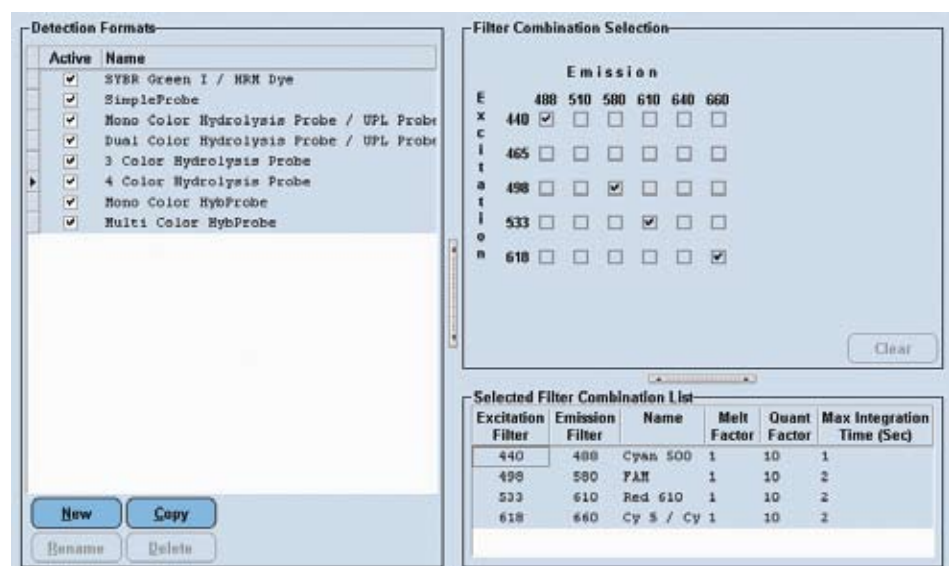 Detection Formats
Active Name
SYBR Green I / HRM Dye
SimpleProbe
Mono Color Hydrolysis Probe / UPL Probe
Dual Color Hydrolysis Probe / UPL Probe
3 Color Hydrolysis Probe
4 Color Hydrolysis Probe
Mono Color HybProbe
Multi Color HybProbe
New Copy
Rename Delete
Filter Combination Selection
Emission
Excitation
488 510 580 610 640 660
440
465
498
533
618
Clear
Selected Filter Combination List
Excitation Filter Emission Filter Name Melt Factor Quant Factor Max Integration Time (Sec)
440 488 Cyan 500 1 10 1
498 580 FAM 1 10 2
533 610 Red 610 1 10 2
618 660 Cy 5 / Cy 1 10 2